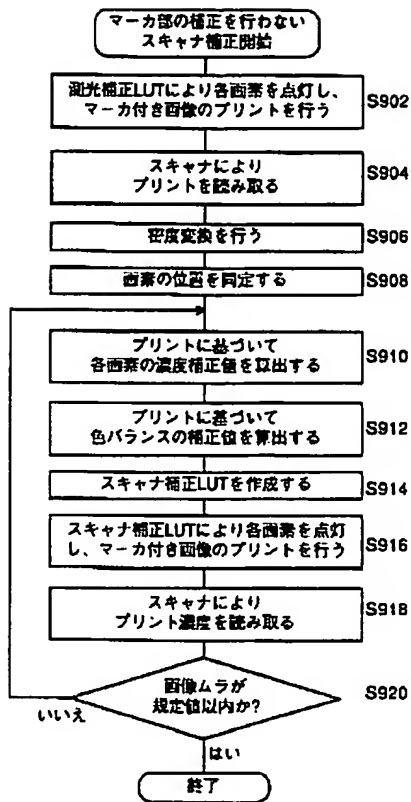 マーカ部の補正を行わない
スキャナ補正開始
測光補正LUTにより各画素を点灯し、
マーカ付き画像のプリントを行う
S902
スキャナにより
プリントを読み取る
S904
密度変換を行う
S906
画素の位置を同定する
S908
プリントに基づいて
各画素の濃度補正値を算出する
S910
プリントに基づいて
色バランスの補正値を算出する
S912
スキャナ補正LUTを作成する
S914
スキャナ補正LUTにより各画素を点灯
し、マーカ付き画像のプリントを行う
S916
スキャナにより
プリント濃度を読み取る
S918
画像ムラが
規定値以内か?
S920
いいえ
はい
終了